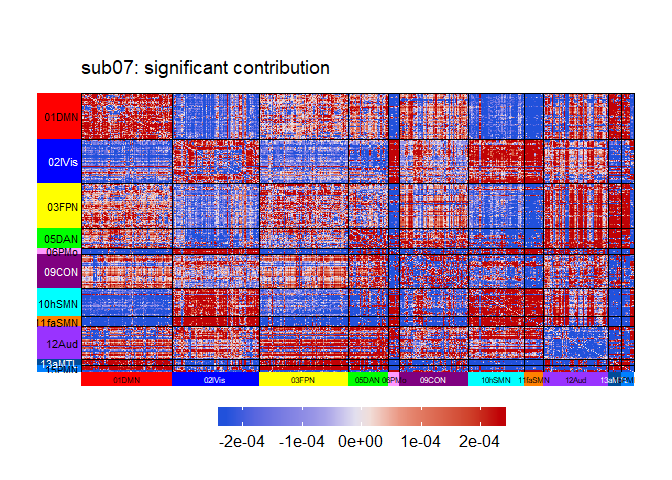 sub07: significant contribution
01DMN
02lVis
03FPN
05DAN
06PMo
09CON
10hSMN
11faSMN
12Aud
13aMTL
01DMN 02lVis 03FPN 05DAN 06PMo 09CON 10hSMN 11faSMN 12Aud
-2e-04 -1e-04 0e+00 1e-04 2e-04